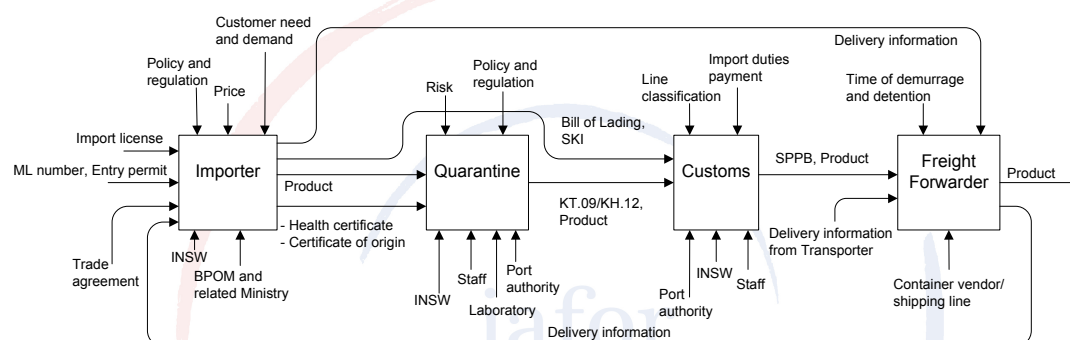 Customer need
and demand
Policy and
regulation
Price
Import license
ML number, Entry permit
Trade
agreement
INSW
BPOM and
related Ministry
Importer
Product
- Health certificate
- Certificate of origin
Risk
Policy and
regulation
Quarantine
INSW
Staff
Laboratory
Port
authority
Bill of Lading,
SKI
KT.09/KH.12,
Product
Line
classification
Import duties
payment
Customs
Port
authority
INSW
Staff
SPPB, Product
Delivery information
Time of demurrage
and detention
Freight
Forwarder
Product
Delivery information
from Transporter
Container vendor/
shipping line
Delivery information
iafor